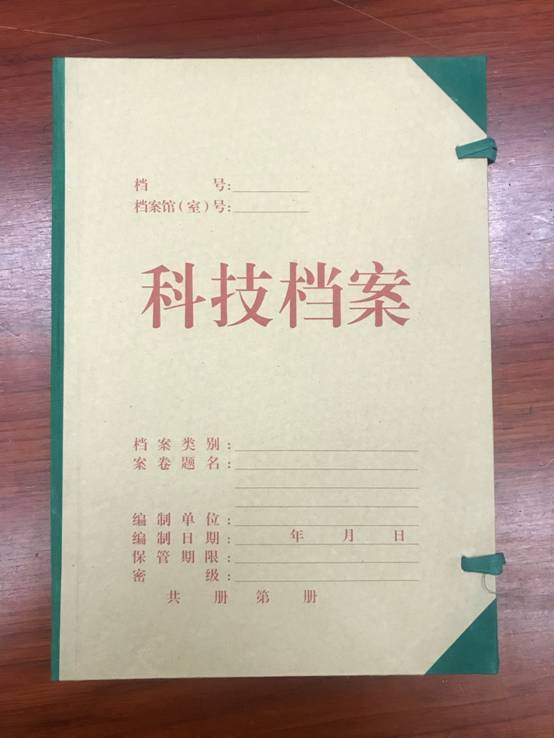 档 号:
档案馆(室)号:
科技档案
档案类别:
案卷题名:
编制单位:
编制日期: 年 月 日
保管期限:
密 级:
共 册 第 册